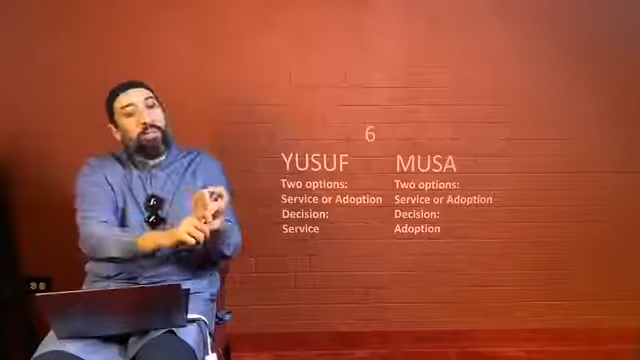 6
YUSUF
Two options:
Service or Adoption
Decision:
Service
MUSA
Two options:
Service or Adoption
Decision:
Adoption